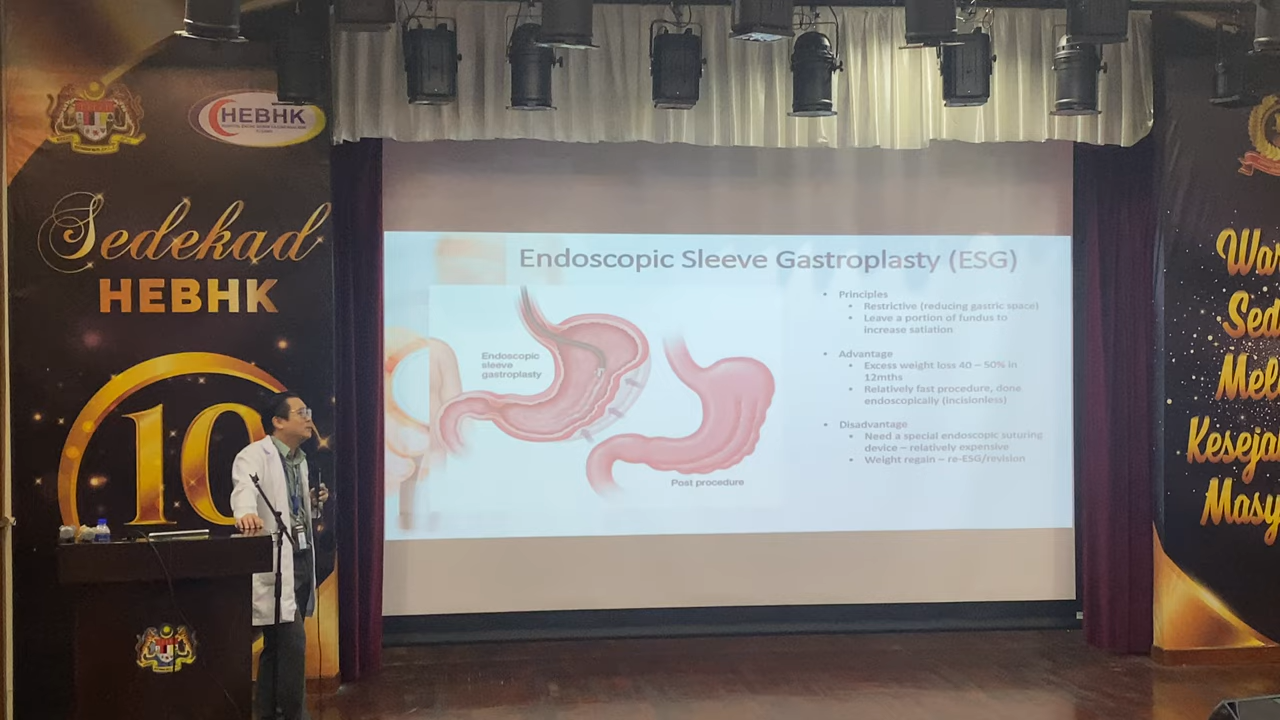 HEBHK
Sedekad
HEBHK
10
Endoscopic Sleeve Gastroplasty (ESG)
Endoscopic
sleeve
gastroplasty
Post procedure
• Principles
• Restrictive (reducing gastric space)
• Leave a portion of fundus to
increase satiation
• Advantage
• Excess weight loss 40 – 50% in
12mths
• Relatively fast procedure, done
endoscopically (incisionless)
• Disadvantage
• Need a special endoscopic suturing
device – relatively expensive
• Weight regain – re-ESG/revision
War
Sed
Mel
Keseja
Masy